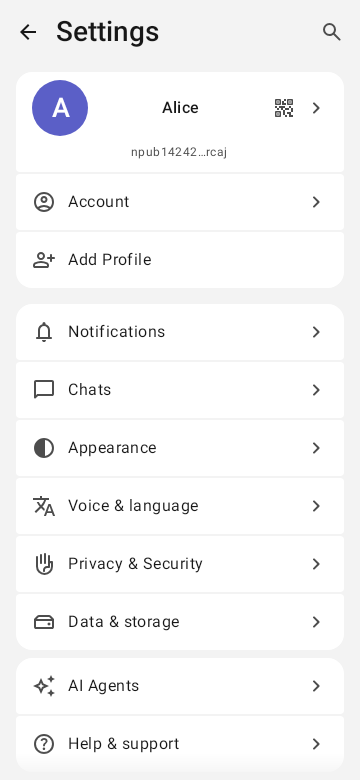 Settings
A
Alice
npub14242…rcaj
Account
Add Profile
Notifications
Chats
Appearance
Voice & language
Privacy & Security
Data & storage
AI Agents
Help & support